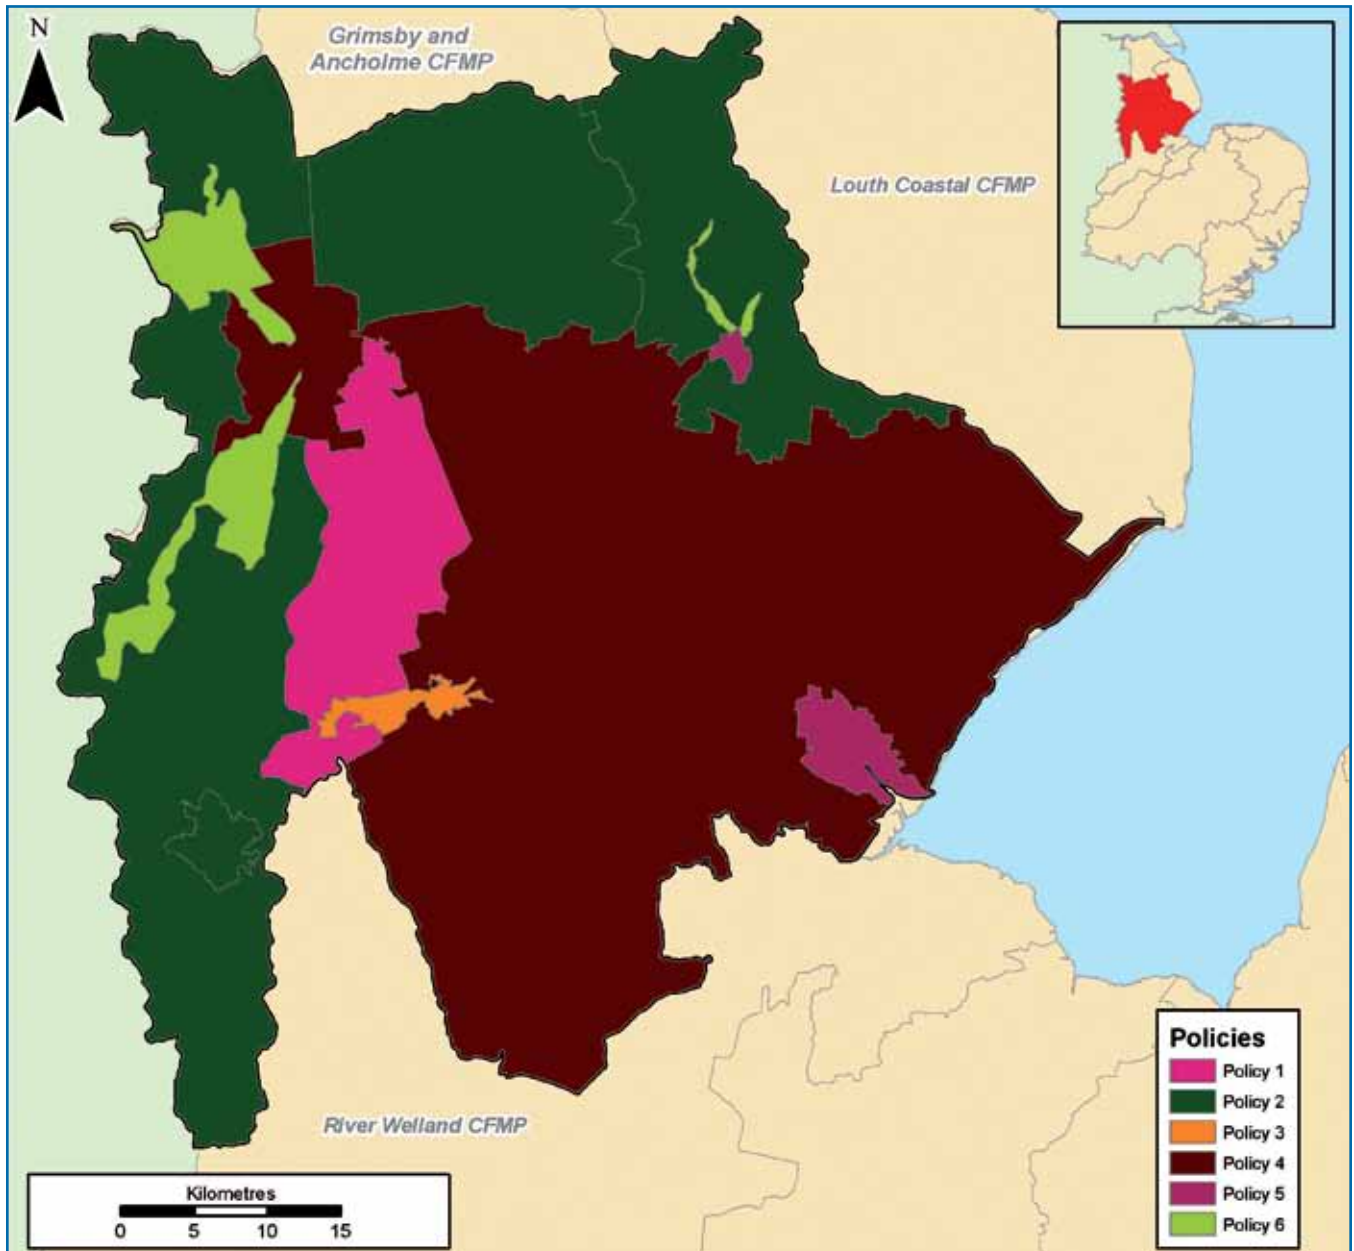 N
Grimsby and
Ancholme CFMP
Louth Coastal CFMP
River Welland CFMP
Kilometres
0 5 10 15
Policies
Policy 1
Policy 2
Policy 3
Policy 4
Policy 5
Policy 6